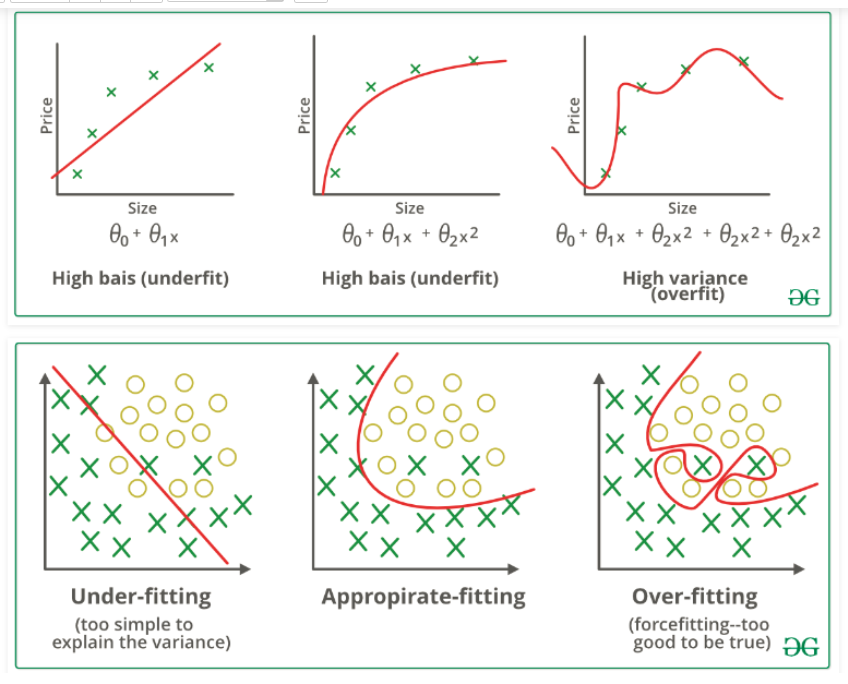 Price
Price
Price
Size
Size
Size
θ₀ + θ₁x
θ₀ + θ₁x + θ₂x2
θ₀ + θ₁x + θ₂x2 + θ₂x2 + θ₂x2
High bais (underfit)
High bais (underfit)
High variance
(overfit)
Under-fitting
(too simple to
explain the variance)
Appropirate-fitting
Over-fitting
(forcefitting--too
good to be true)